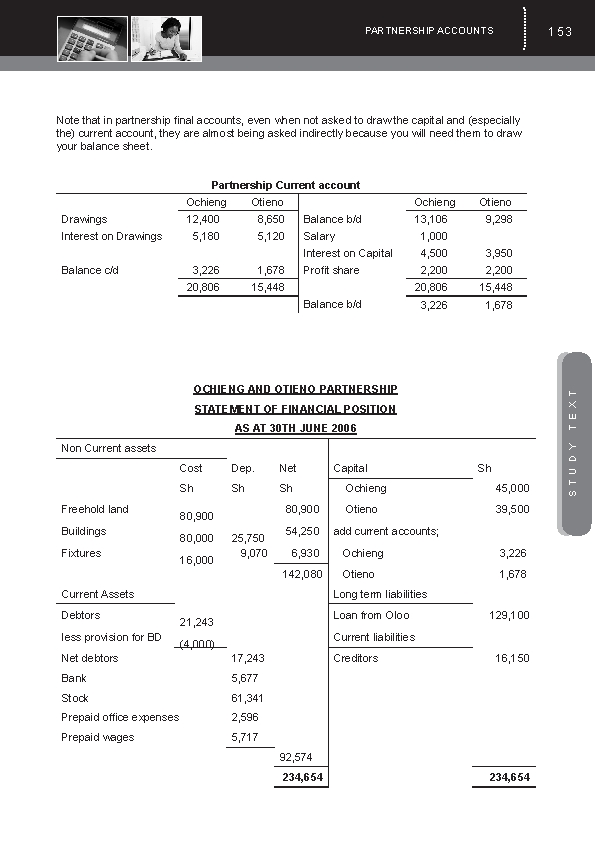 PARTNERSHIP ACCOUNTS 153
Note that in partnership final accounts, even when not asked to draw the capital and (especially
the) current account, they are almost being asked indirectly because you will need them to draw
your balance sheet.
Partnership Current account
Ochieng Otieno Ochieng Otieno
Drawings 12,400 8,650 Balance b/d 13,106 9,298
Interest on Drawings 5,180 5,120 Salary 1,000
Interest on Capital 4,500 3,950
Balance c/d 3,226 1,678 Profit share 2,200 2,200
20,806 15,448 20,806 15,448
Balance b/d 3,226 1,678
OCHIENG AND OTIENO PARTNERSHIP
STATEMENT OF FINANCIAL POSITION
AS AT 30TH JUNE 2006
Non Current assets
Cost Dep. Net Capital Sh
Sh Sh Sh Ochieng 45,000
Freehold land 80,900 80,900 Otieno 39,500
Buildings 80,000 25,750 54,250 add current accounts;
Fixtures 16,000 9,070 6,930 Ochieng 3,226
142,080 Otieno 1,678
Current Assets Long term liabilities
Debtors 21,243 Loan from Oloo 129,100
less provision for BD (4,000) Current liabilities
Net debtors 17,243 Creditors 16,150
Bank 5,677
Stock 61,341
Prepaid office expenses 2,596
Prepaid wages 5,717
92,574
234,654 234,654
STUDY TEXT